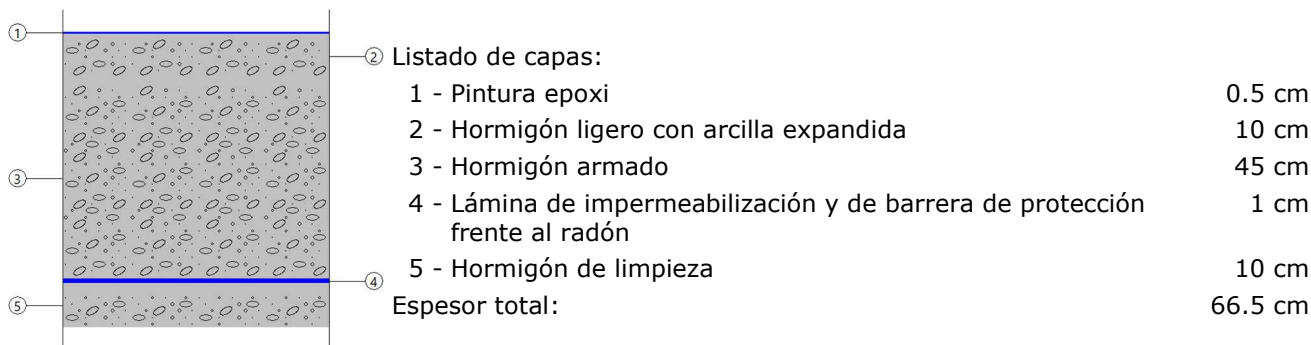 1
2
3
4
5
Listado de capas:
1 - Pintura epoxi 0.5 cm
2 - Hormigón ligero con arcilla expandida 10 cm
3 - Hormigón armado 45 cm
4 - Lámina de impermeabilización y de barrera de protección 1 cm
frente al radón
5 - Hormigón de limpieza 10 cm
Espesor total: 66.5 cm